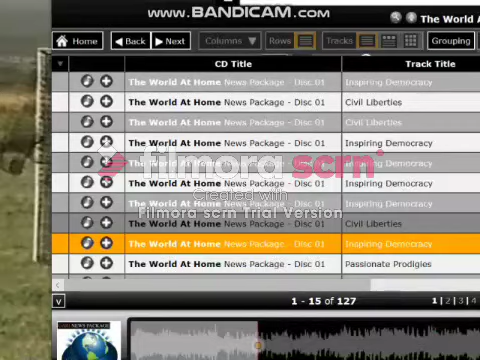 www.BANDICAM.com
The World A
Home Back Next Columns Rows Tracks Grouping
CD Title Track Title
The World At Home News Package - Disc 01 Inspiring Democracy
The World At Home News Package - Disc 01 Civil Liberties
The World At Home News Package - Disc 01 Civil Liberties
The World At Home News Package - Disc 01 Inspiring Democracy
The World At Home News Package - Disc 01 Inspiring Democracy
filmora scrn
The World At Home News Package - Disc 01 Inspiring Democracy
Created with
The World At Home News Package - Disc 01 Inspiring Democracy
Filmora scrn Trial Version
The World At Home News Package - Disc 01 Civil Liberties
The World At Home News Package - Disc 01 Inspiring Democracy
The World At Home News Package - Disc 01 Passionate Prodigies
1 - 15 of 127 1 | 2 | 3 | 4
NEWS PACKAGE